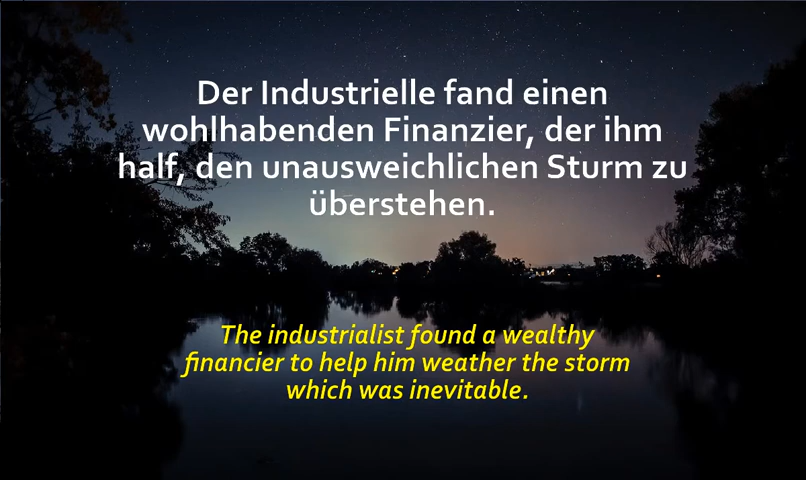 Der Industrielle fand einen
wohlhabenden Finanzier, der ihm
half, den unausweichlichen Sturm zu
überstehen.
The industrialist found a wealthy
financier to help him weather the storm
which was inevitable.